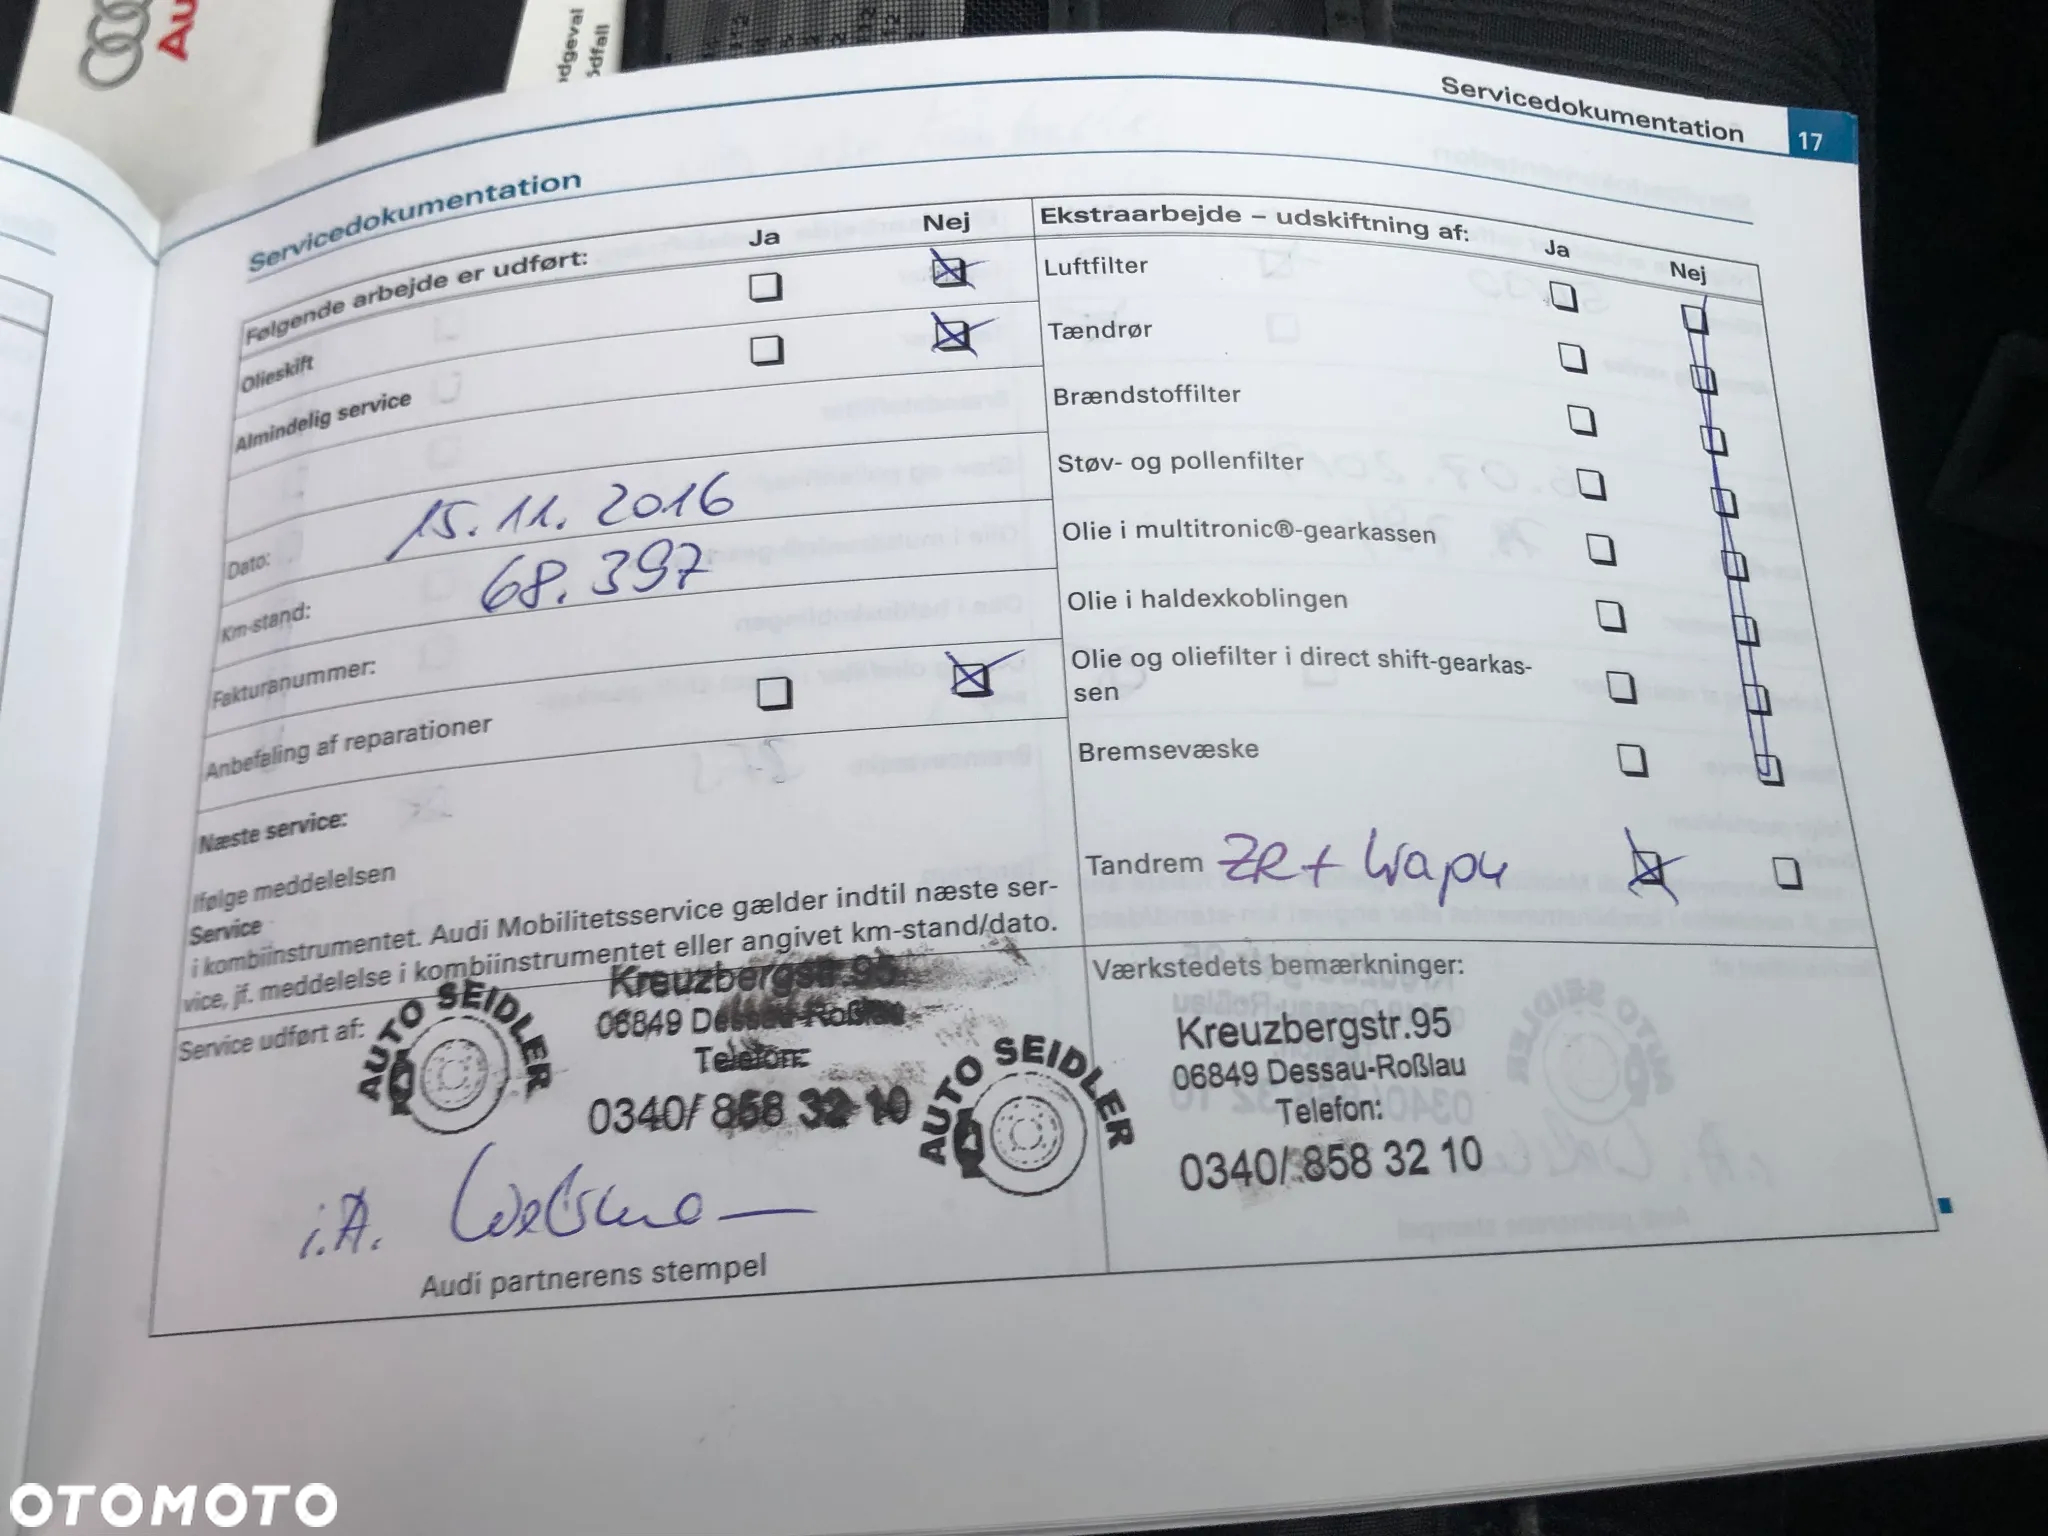 Au
dgeval
ödfall
Servicedokumentation
17
Servicedokumentation
Følgende arbejde er udført:
Ja
Nej
Olieskift
Almindelig service
Dato:
15.11.2016
Km-stand:
68.397
Fakturanummer:
Anbefaling af reparationer
Næste service:
Ifølge meddelelsen
Service
i kombiinstrumentet. Audi Mobilitetsservice gælder indtil næste ser-
vice, jf. meddelelse i kombiinstrumentet eller angivet km-stand/dato.
Service udført af:
AUTO SEIDLER
Kreuzbergstr.95
06849 Dessau-Roßlau
Telefon:
0340/ 858 32 10
i.A.
Audi partnerens stempel
Ekstraarbejde – udskiftning af:
Ja
Nej
Luftfilter
Tændrør
Brændstoffilter
Støv- og pollenfilter
Olie i multitronic®-gearkassen
Olie i haldexkoblingen
Olie og oliefilter i direct shift-gearkas-
sen
Bremsevæske
Tandrem ZR + Wapu
Værkstedets bemærkninger:
AUTO SEIDLER
Kreuzbergstr.95
06849 Dessau-Roßlau
Telefon:
0340/ 858 32 10
OTOMOTO